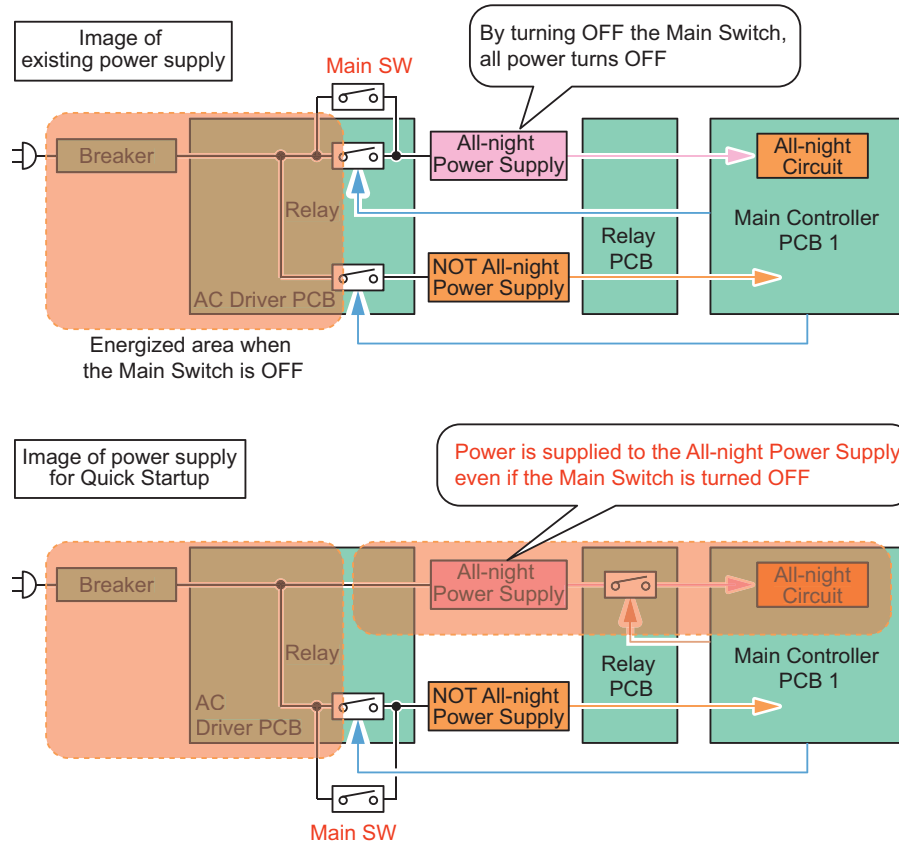 Image of
existing power supply
By turning OFF the Main Switch,
all power turns OFF
Main SW
Breaker
All-night
Power Supply
All-night
Circuit
Relay
Relay
PCB
Main Controller
PCB 1
NOT All-night
Power Supply
AC Driver PCB
Energized area when
the Main Switch is OFF
Image of power supply
for Quick Startup
Power is supplied to the All-night Power Supply
even if the Main Switch is turned OFF
Breaker
All-night
Power Supply
All-night
Circuit
Relay
Relay
PCB
Main Controller
PCB 1
AC
Driver PCB
NOT All-night
Power Supply
Main SW